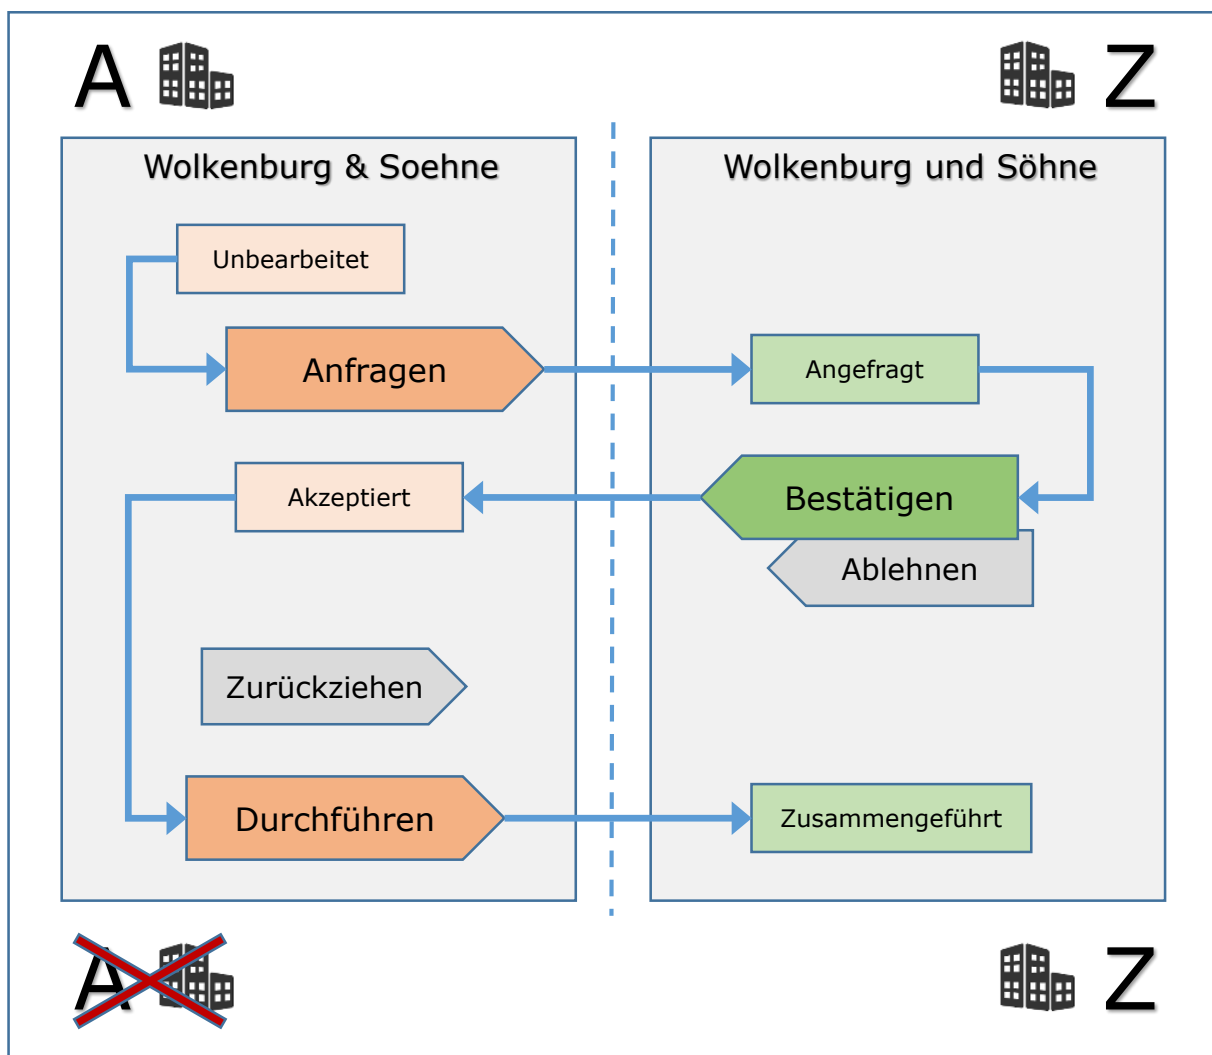 A
Z
Wolkenburg & Soehne
Wolkenburg und Söhne
Unbearbeitet
Anfragen
Angefragt
Akzeptiert
Bestätigen
Ablehnen
Zurückziehen
Durchführen
Zusammengeführt
A
Z